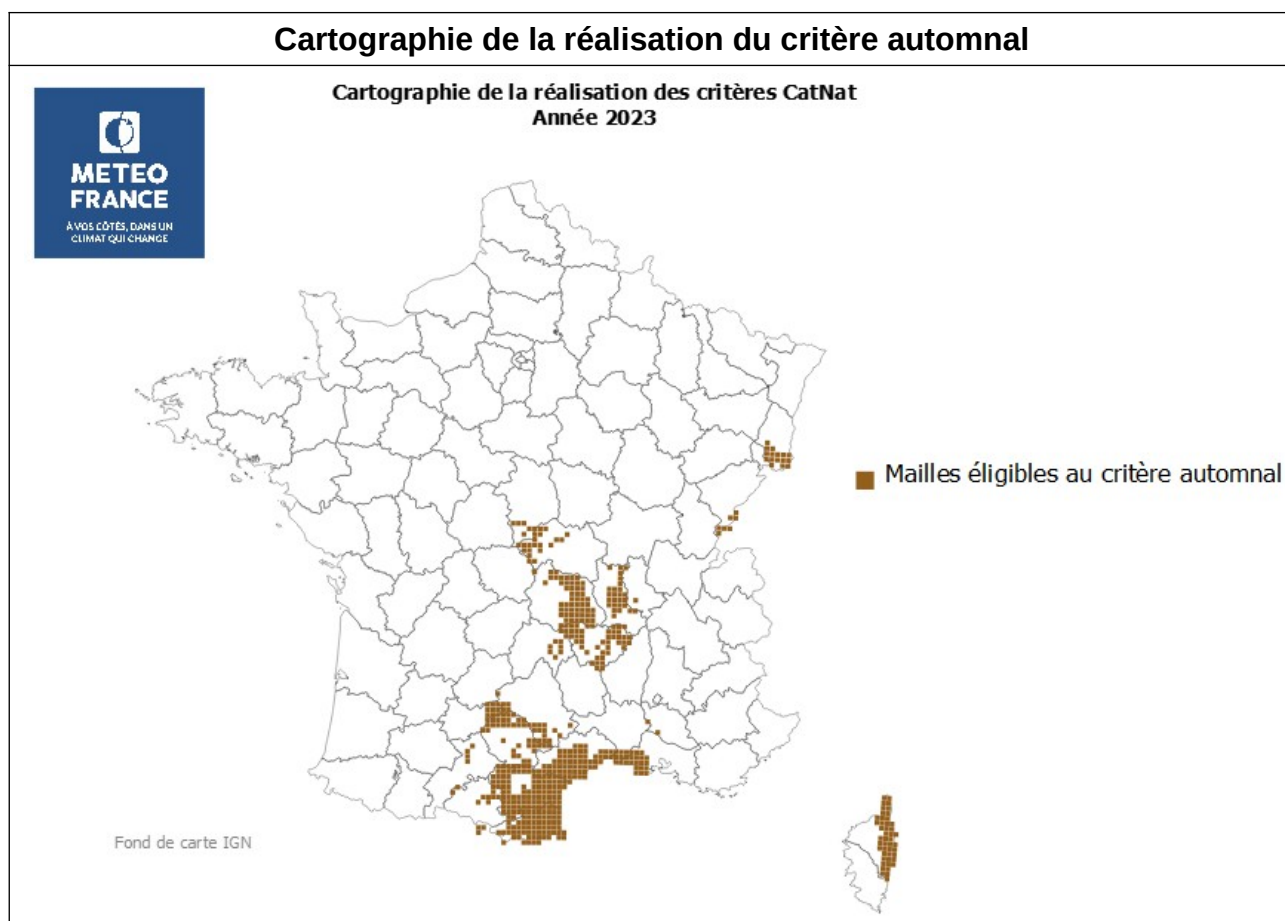 Cartographie de la réalisation du critère automnal
Cartographie de la réalisation des critères CatNat
Année 2023
METEO
FRANCE
À VOS CÔTÉS, DANS UN
CLIMAT QUI CHANGE
Mailles éligibles au critère automnal
Fond de carte IGN